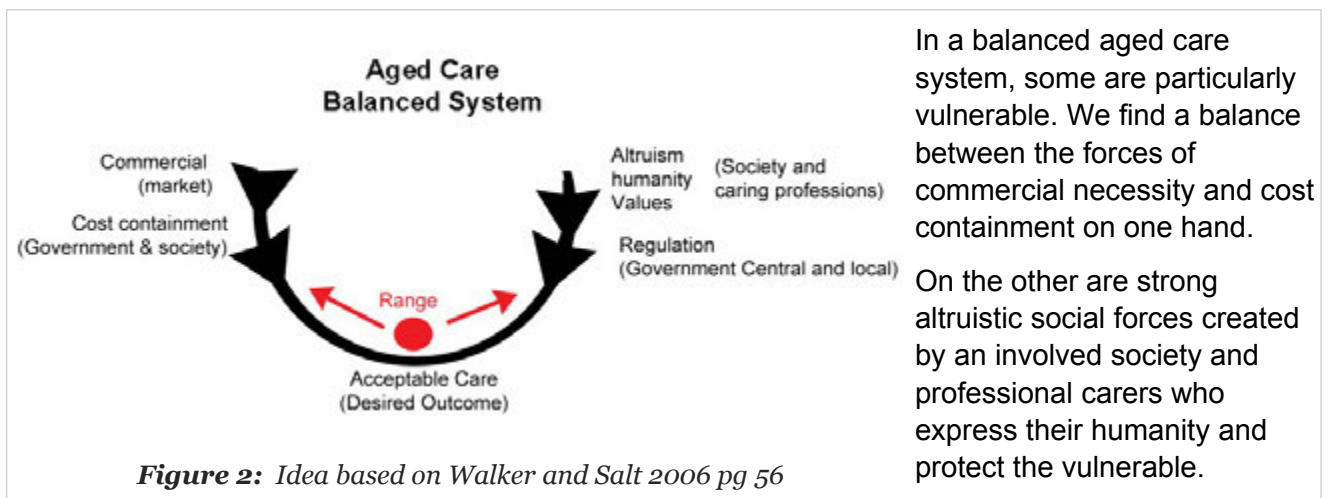 Aged Care
Balanced System
Commercial
(market)
Cost containment
(Government & society)
Altruism
humanity
Values
(Society and
caring professions)
Regulation
(Government Central and local)
Range
Acceptable Care
(Desired Outcome)
Figure 2: Idea based on Walker and Salt 2006 pg 56
In a balanced aged care
system, some are particularly
vulnerable. We find a balance
between the forces of
commercial necessity and cost
containment on one hand.
On the other are strong
altruistic social forces created
by an involved society and
professional carers who
express their humanity and
protect the vulnerable.